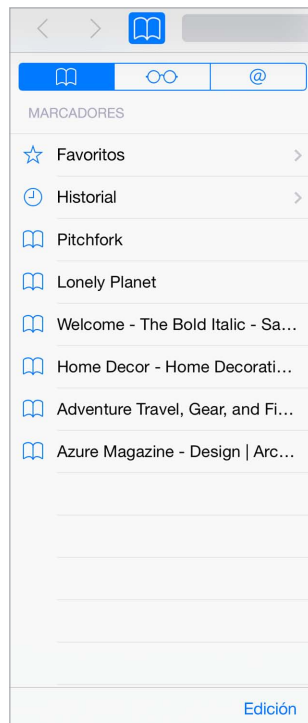 @
MARCADORES
Favoritos
Historial
Pitchfork
Lonely Planet
Welcome - The Bold Italic - Sa...
Home Decor - Home Decorati...
Adventure Travel, Gear, and Fi...
Azure Magazine - Design | Arc...
Edición